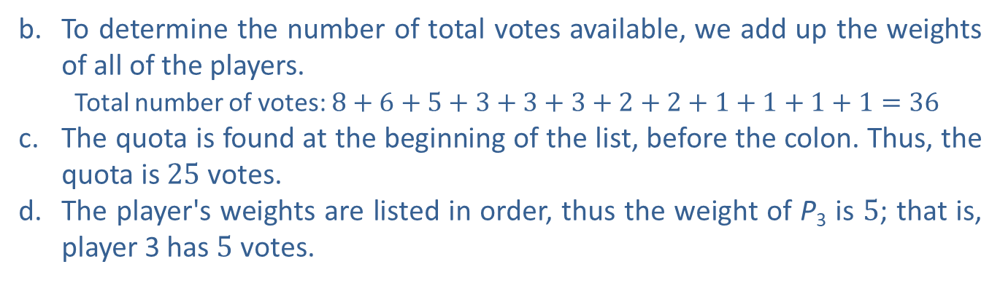 b. To determine the number of total votes available, we add up the weights
of all of the players.
Total number of votes: 8 + 6 + 5 + 3 + 3 + 3 + 2 + 2 + 1 + 1 + 1 + 1 = 36
c. The quota is found at the beginning of the list, before the colon. Thus, the
quota is 25 votes.
d. The player's weights are listed in order, thus the weight of P₃ is 5; that is,
player 3 has 5 votes.